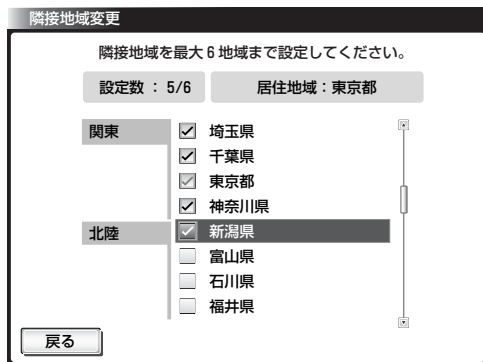 隣接地域変更
隣接地域を最大6地域まで設定してください。
設定数 : 5/6 居住地域:東京都
関東 埼玉県
千葉県
東京都
神奈川県
北陸 新潟県
富山県
石川県
福井県
戻る